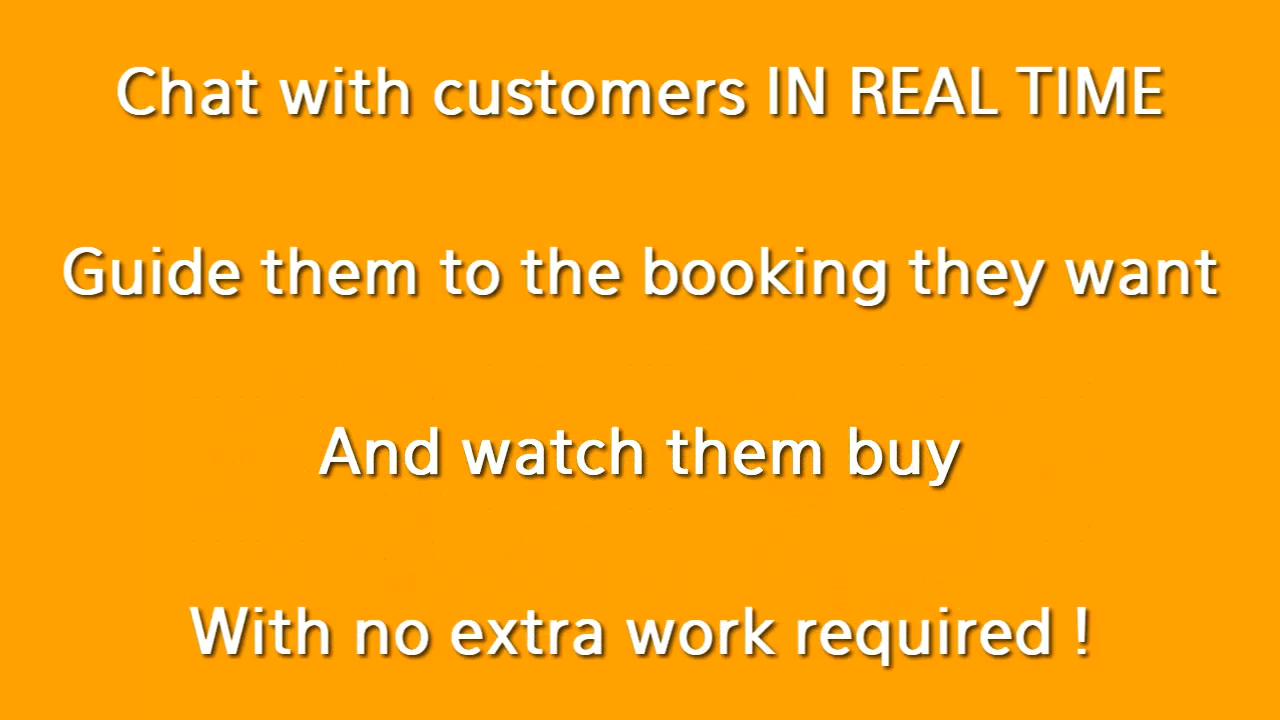 Chat with customers IN REAL TIME
Guide them to the booking they want
And watch them buy
With no extra work required !